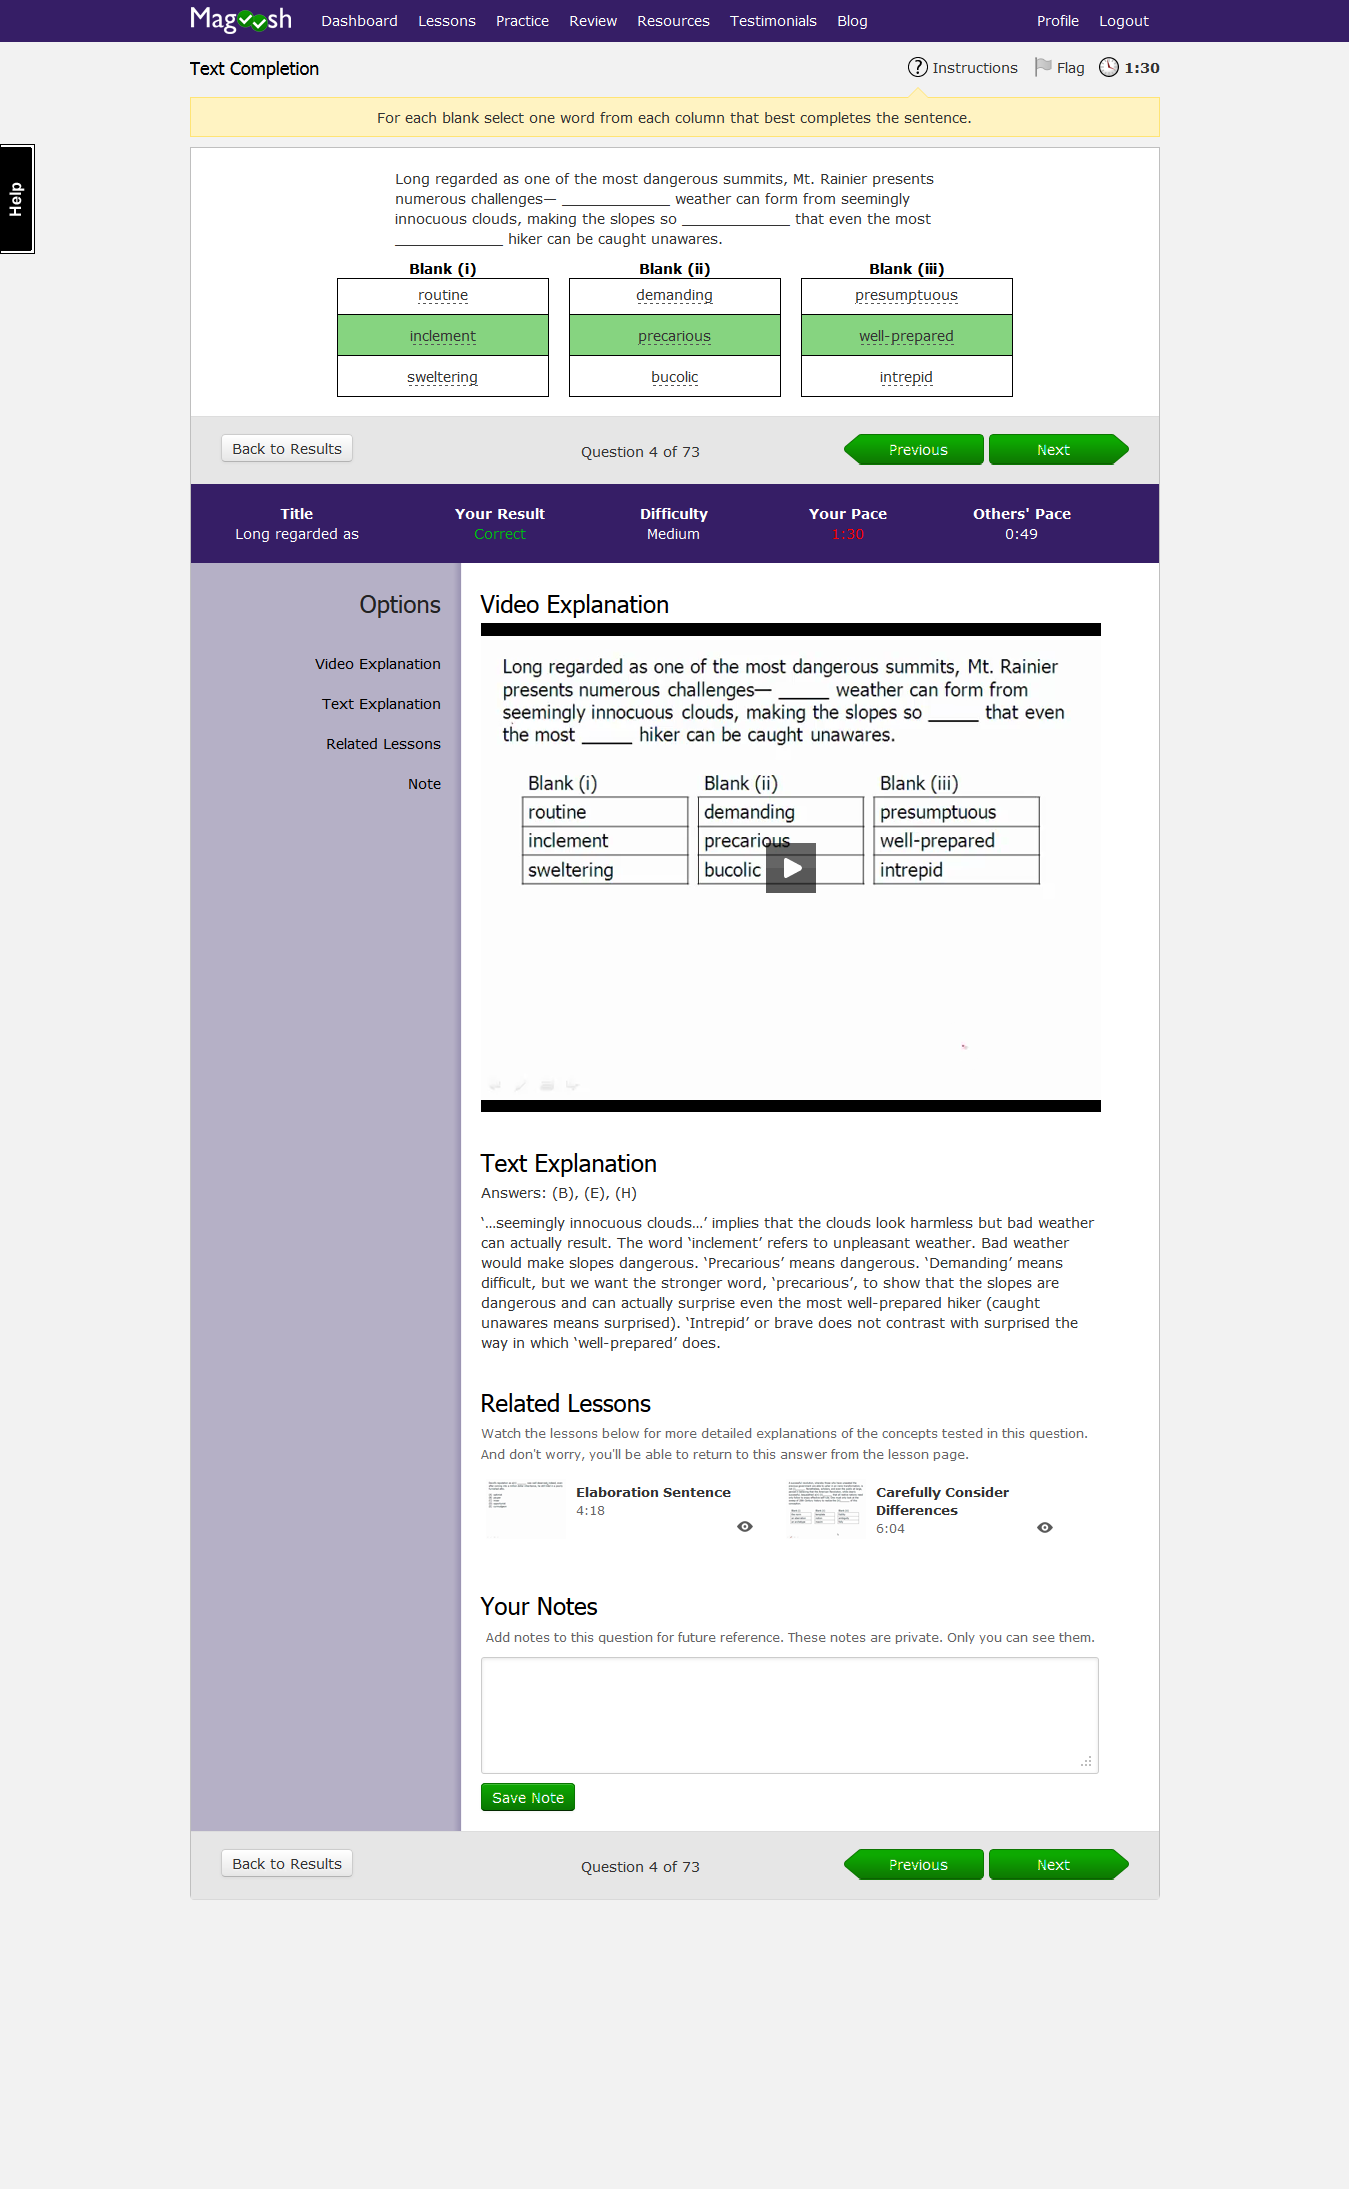 Magoosh Dashboard Lessons Practice Review Resources Testimonials Blog Profile Logout
Text Completion
? Instructions Flag 1:30
For each blank select one word from each column that best completes the sentence.
Help
Long regarded as one of the most dangerous summits, Mt. Rainier presents
numerous challenges— ____________ weather can form from seemingly
innocuous clouds, making the slopes so ____________ that even the most
____________ hiker can be caught unawares.
Blank (i) Blank (ii) Blank (iii)
routine demanding presumptuous
inclement precarious well-prepared
sweltering bucolic intrepid
Back to Results Question 4 of 73 Previous Next
Title Your Result Difficulty Your Pace Others' Pace
Long regarded as Correct Medium 1:30 0:49
Options
Video Explanation
Text Explanation
Related Lessons
Note
Video Explanation
Long regarded as one of the most dangerous summits, Mt. Rainier
presents numerous challenges— _____ weather can form from
seemingly innocuous clouds, making the slopes so _____ that even
the most _____ hiker can be caught unawares.
Blank (i) Blank (ii) Blank (iii)
routine demanding presumptuous
inclement precarious well-prepared
sweltering bucolic intrepid
Text Explanation
Answers: (B), (E), (H)
‘…seemingly innocuous clouds…’ implies that the clouds look harmless but bad weather
can actually result. The word ‘inclement’ refers to unpleasant weather. Bad weather
would make slopes dangerous. ‘Precarious’ means dangerous. ‘Demanding’ means
difficult, but we want the stronger word, ‘precarious’, to show that the slopes are
dangerous and can actually surprise even the most well-prepared hiker (caught
unawares means surprised). ‘Intrepid’ or brave does not contrast with surprised the
way in which ‘well-prepared’ does.
Related Lessons
Watch the lessons below for more detailed explanations of the concepts tested in this question.
And don't worry, you'll be able to return to this answer from the lesson page.
Elaboration Sentence
4:18
Carefully Consider
Differences
6:04
Your Notes
Add notes to this question for future reference. These notes are private. Only you can see them.
Save Note
Back to Results Question 4 of 73 Previous Next